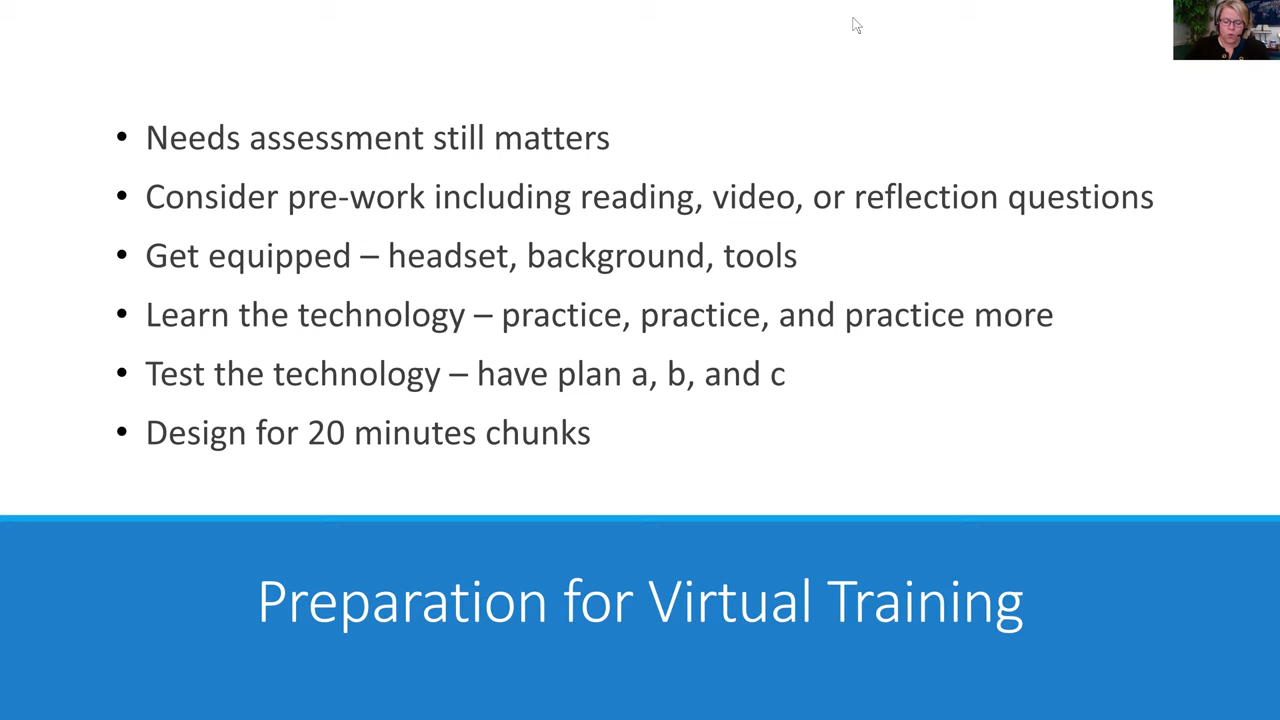 • Needs assessment still matters
• Consider pre-work including reading, video, or reflection questions
• Get equipped – headset, background, tools
• Learn the technology – practice, practice, and practice more
• Test the technology – have plan a, b, and c
• Design for 20 minutes chunks
Preparation for Virtual Training